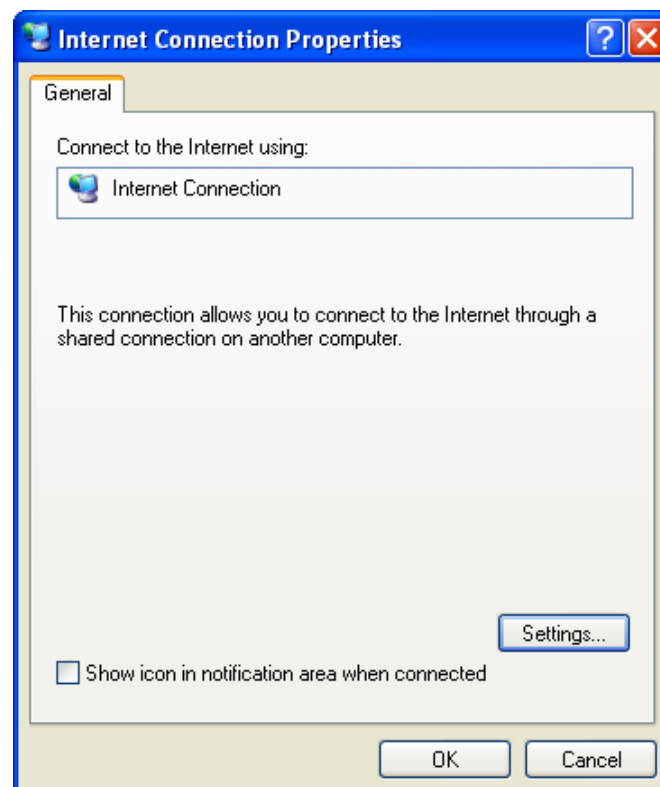 Internet Connection Properties
General
Connect to the Internet using:
Internet Connection
This connection allows you to connect to the Internet through a
shared connection on another computer.
Settings...
Show icon in notification area when connected
OK Cancel